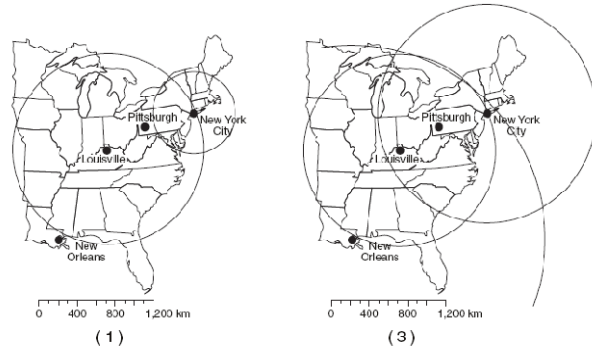 Pittsburgh
New York
City
Louisville
New
Orleans
0 400 800 1,200 km
(1)
Pittsburgh
New York
City
Louisville
New
Orleans
0 400 800 1,200 km
(3)